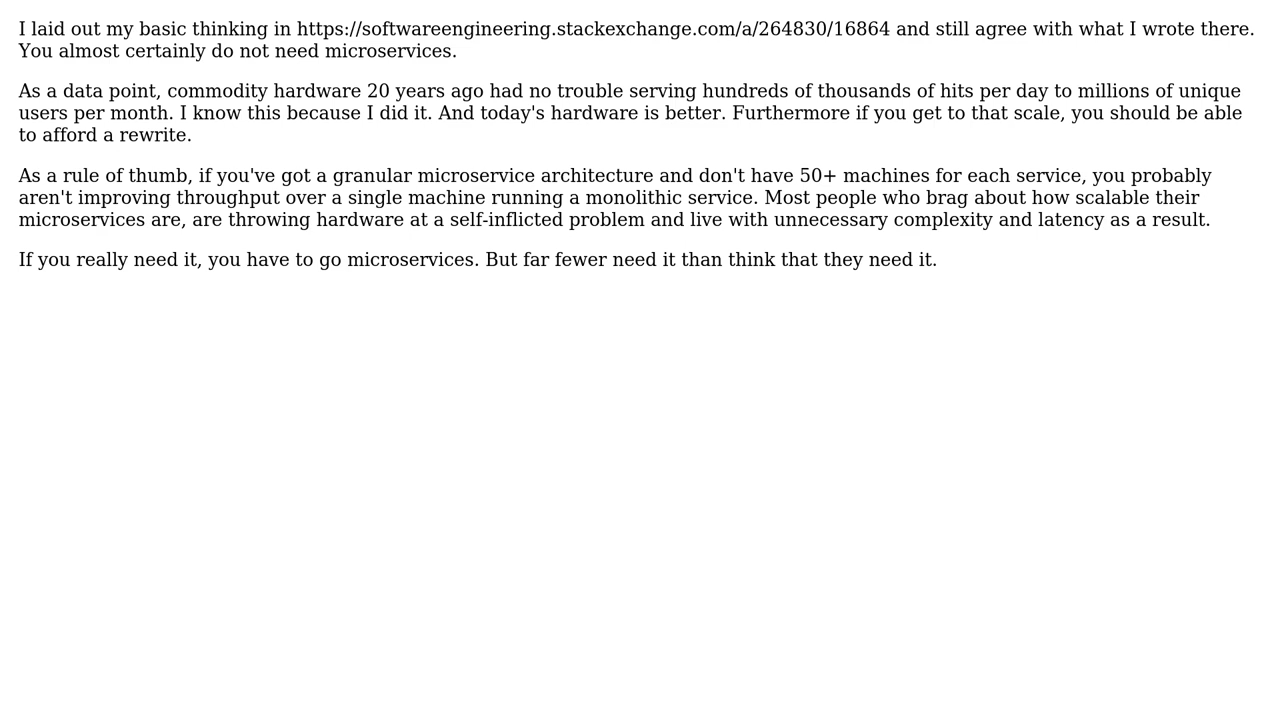 I laid out my basic thinking in https://softwareengineering.stackexchange.com/a/264830/16864 and still agree with what I wrote there.
You almost certainly do not need microservices.
As a data point, commodity hardware 20 years ago had no trouble serving hundreds of thousands of hits per day to millions of unique
users per month. I know this because I did it. And today's hardware is better. Furthermore if you get to that scale, you should be able
to afford a rewrite.
As a rule of thumb, if you've got a granular microservice architecture and don't have 50+ machines for each service, you probably
aren't improving throughput over a single machine running a monolithic service. Most people who brag about how scalable their
microservices are, are throwing hardware at a self-inflicted problem and live with unnecessary complexity and latency as a result.
If you really need it, you have to go microservices. But far fewer need it than think that they need it.